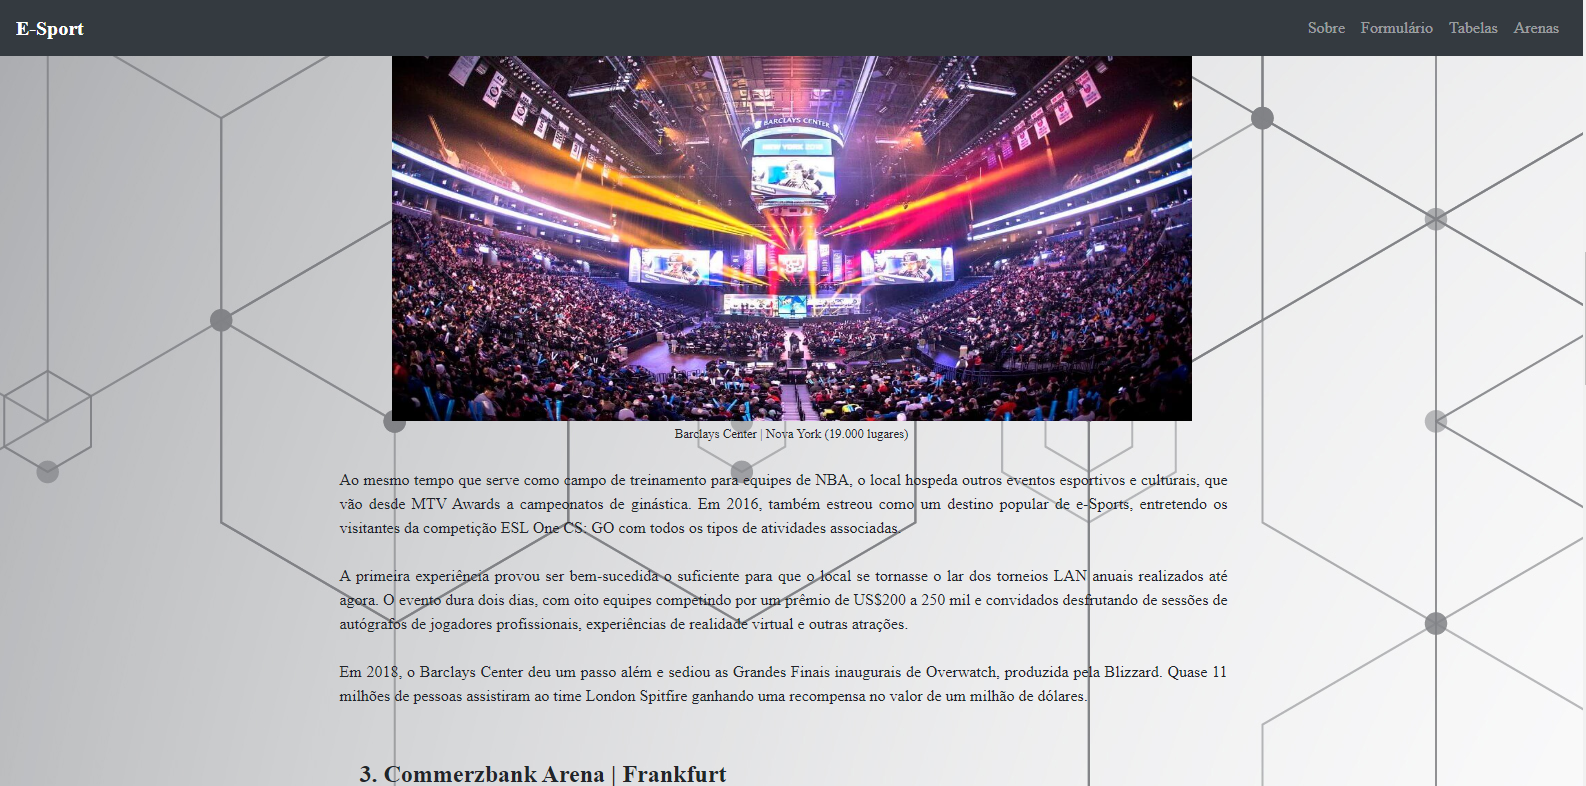 E-Sport
Sobre Formulário Tabelas Arenas
BARCLAYS CENTER
NEW YORK 2016
Barclays Center | Nova York (19.000 lugares)
Ao mesmo tempo que serve como campo de treinamento para equipes de NBA, o local hospeda outros eventos esportivos e culturais, que
vão desde MTV Awards a campeonatos de ginástica. Em 2016, também estreou como um destino popular de e-Sports, entretendo os
visitantes da competição ESL One CS: GO com todos os tipos de atividades associadas.
A primeira experiência provou ser bem-sucedida o suficiente para que o local se tornasse o lar dos torneios LAN anuais realizados até
agora. O evento dura dois dias, com oito equipes competindo por um prêmio de US$200 a 250 mil e convidados desfrutando de sessões de
autógrafos de jogadores profissionais, experiências de realidade virtual e outras atrações.
Em 2018, o Barclays Center deu um passo além e sediou as Grandes Finais inaugurais de Overwatch, produzida pela Blizzard. Quase 11
milhões de pessoas assistiram ao time London Spitfire ganhando uma recompensa no valor de um milhão de dólares.
3. Commerzbank Arena | Frankfurt